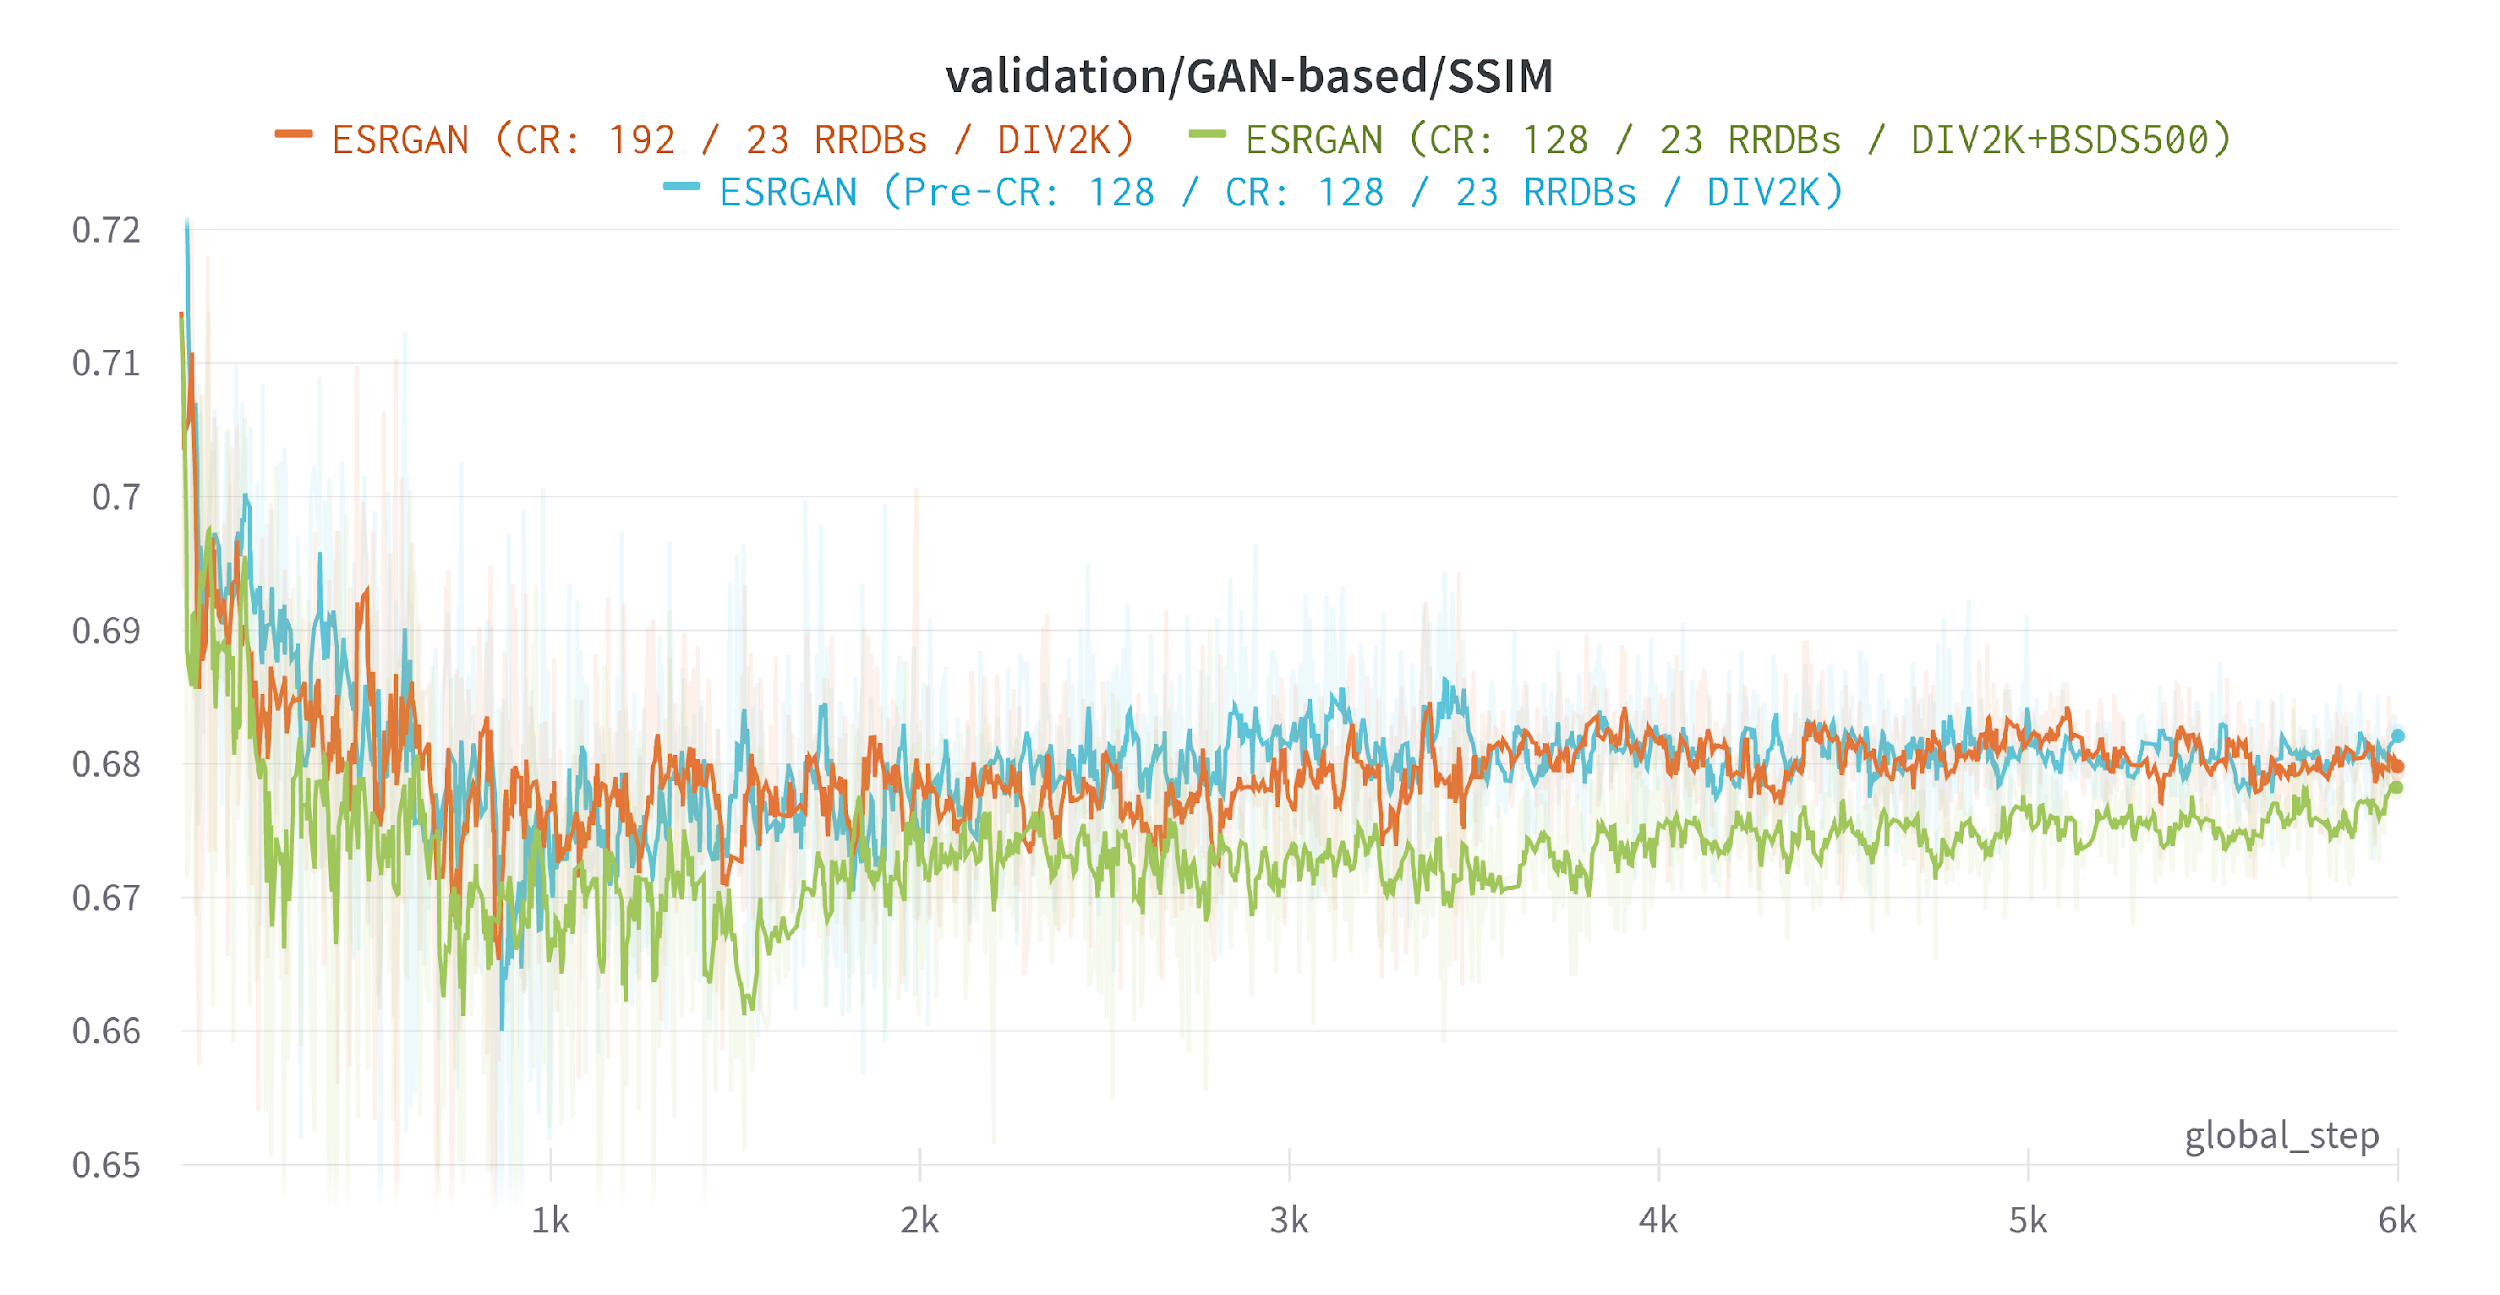 validation/GAN-based/SSIM
ESRGAN (CR: 192 / 23 RRDBs / DIV2K) ESRGAN (CR: 128 / 23 RRDBs / DIV2K+BSDS500)
ESRGAN (Pre-CR: 128 / CR: 128 / 23 RRDBs / DIV2K)
0.72
0.71
0.7
0.69
0.68
0.67
0.66
global_step
0.65
1k 2k 3k 4k 5k 6k